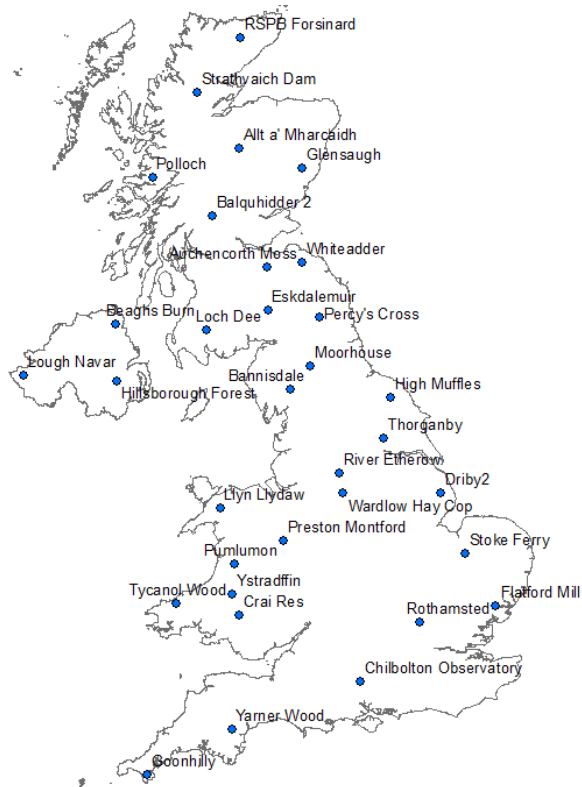 RSPB Forsinard
Strathvaich Dam
Allt a' Mharcaidh
Glensaugh
Polloch
Balquhidder 2
Auchencorth Moss
Whiteadder
Eskdalemuir
Beaghs Burn
Loch Dee
Percy's Cross
Lough Navar
Moorhouse
Bannisdale
Hillsborough Forest
High Muffles
Thorganby
River Etherow
Driby2
Llyn Llydaw
Wardlow Hay Cop
Preston Montford
Stoke Ferry
Pumlumon
Ystradffin
Tycanol Wood
Crai Res
Flatford Mill
Rothamsted
Chilbolton Observatory
Yarner Wood
Goonhilly